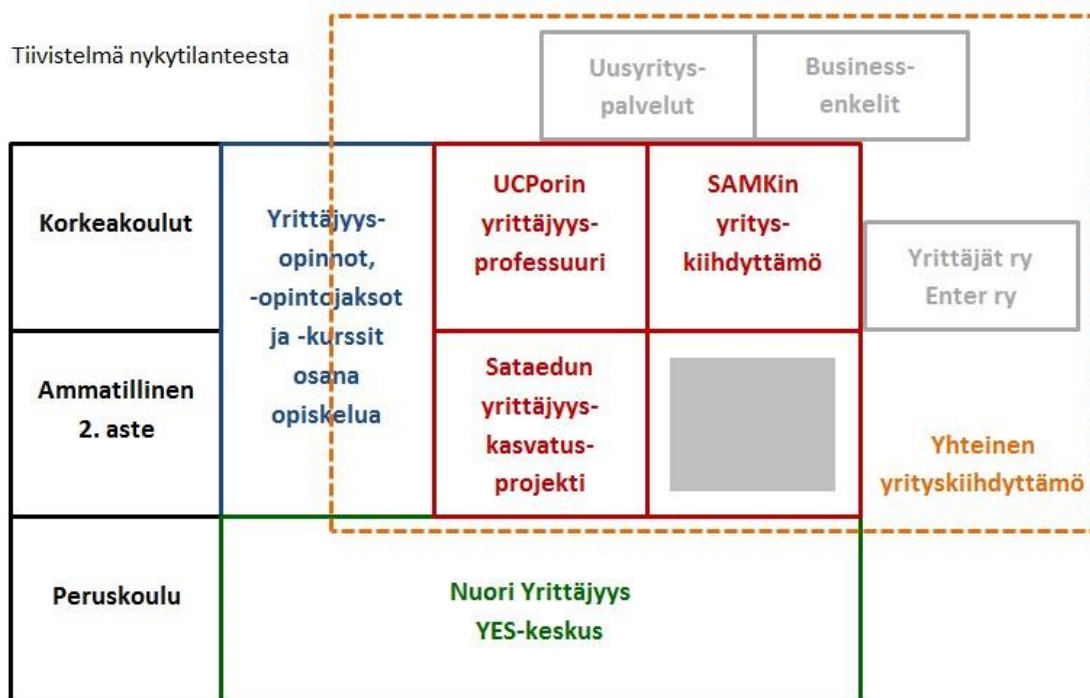 Tiivistelmä nykytilanteesta
Uusyritys-
palvelut
Business-
enkelit
Korkeakoulut
Yrittäjyys-
opinnot,
-opintojaksot
ja -kurssit
osana
opiskelua
UCPorin
yrittäjyys-
professuuri
SAMKin
yritys-
kiihdyttämö
Yrittäjät ry
Enter ry
Ammatillinen
2. aste
Sataedun
yrittäjyys-
kasvatus-
projekti
Yhteinen
yrityskiihdyttämö
Peruskoulu
Nuori Yrittäjyys
YES-keskus